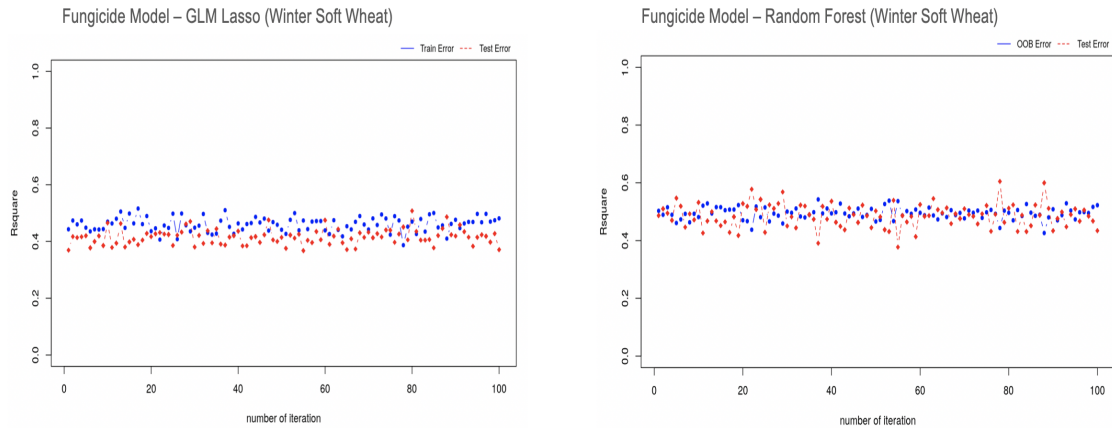 Fungicide Model – GLM Lasso (Winter Soft Wheat)
Train Error Test Error
Rsquare
1.0
0.8
0.6
0.4
0.2
0.0
0 20 40 60 80 100
number of iteration
Fungicide Model – Random Forest (Winter Soft Wheat)
OOB Error Test Error
Rsquare
1.0
0.8
0.6
0.4
0.2
0.0
0 20 40 60 80 100
number of iteration